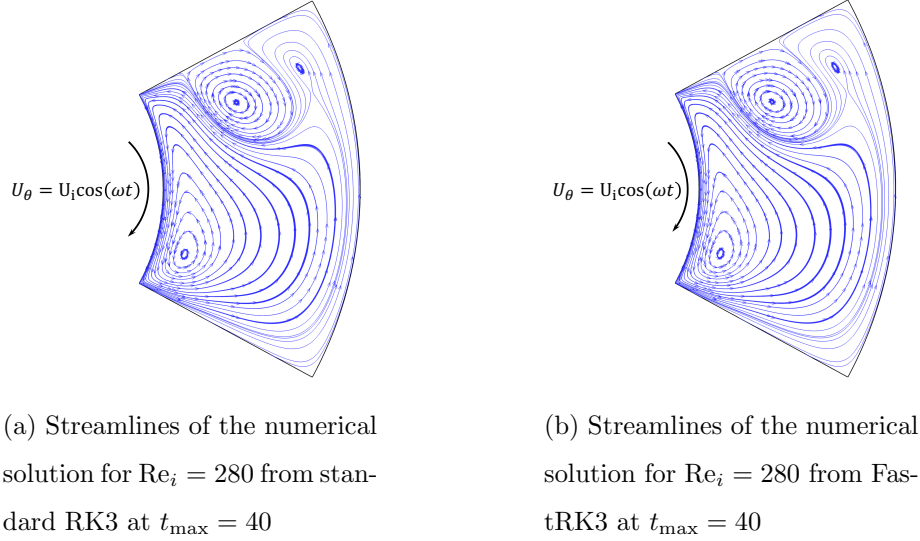 U_θ = U_i cos(ωt)
U_θ = U_i cos(ωt)
(a) Streamlines of the numerical
solution for Re_i = 280 from stan-
dard RK3 at t_max = 40
(b) Streamlines of the numerical
solution for Re_i = 280 from Fas-
tRK3 at t_max = 40